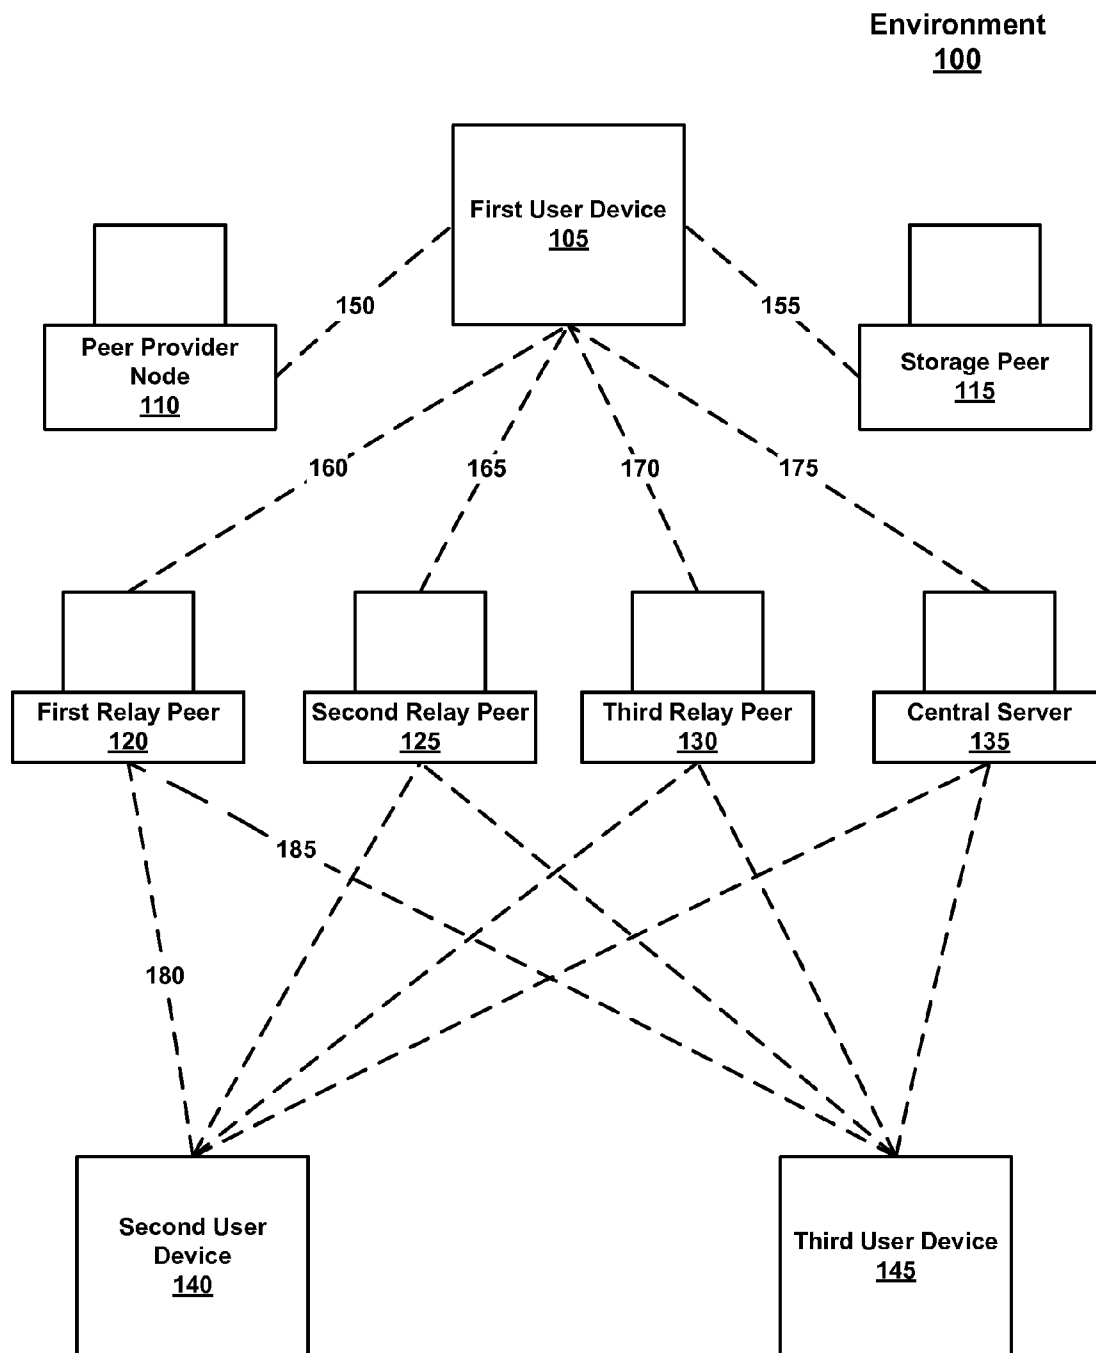 Environment
100
First User Device
105
150
155
Peer Provider
Node
110
Storage Peer
115
160
165
170
175
First Relay Peer
120
Second Relay Peer
125
Third Relay Peer
130
Central Server
135
185
180
Second User
Device
140
Third User Device
145